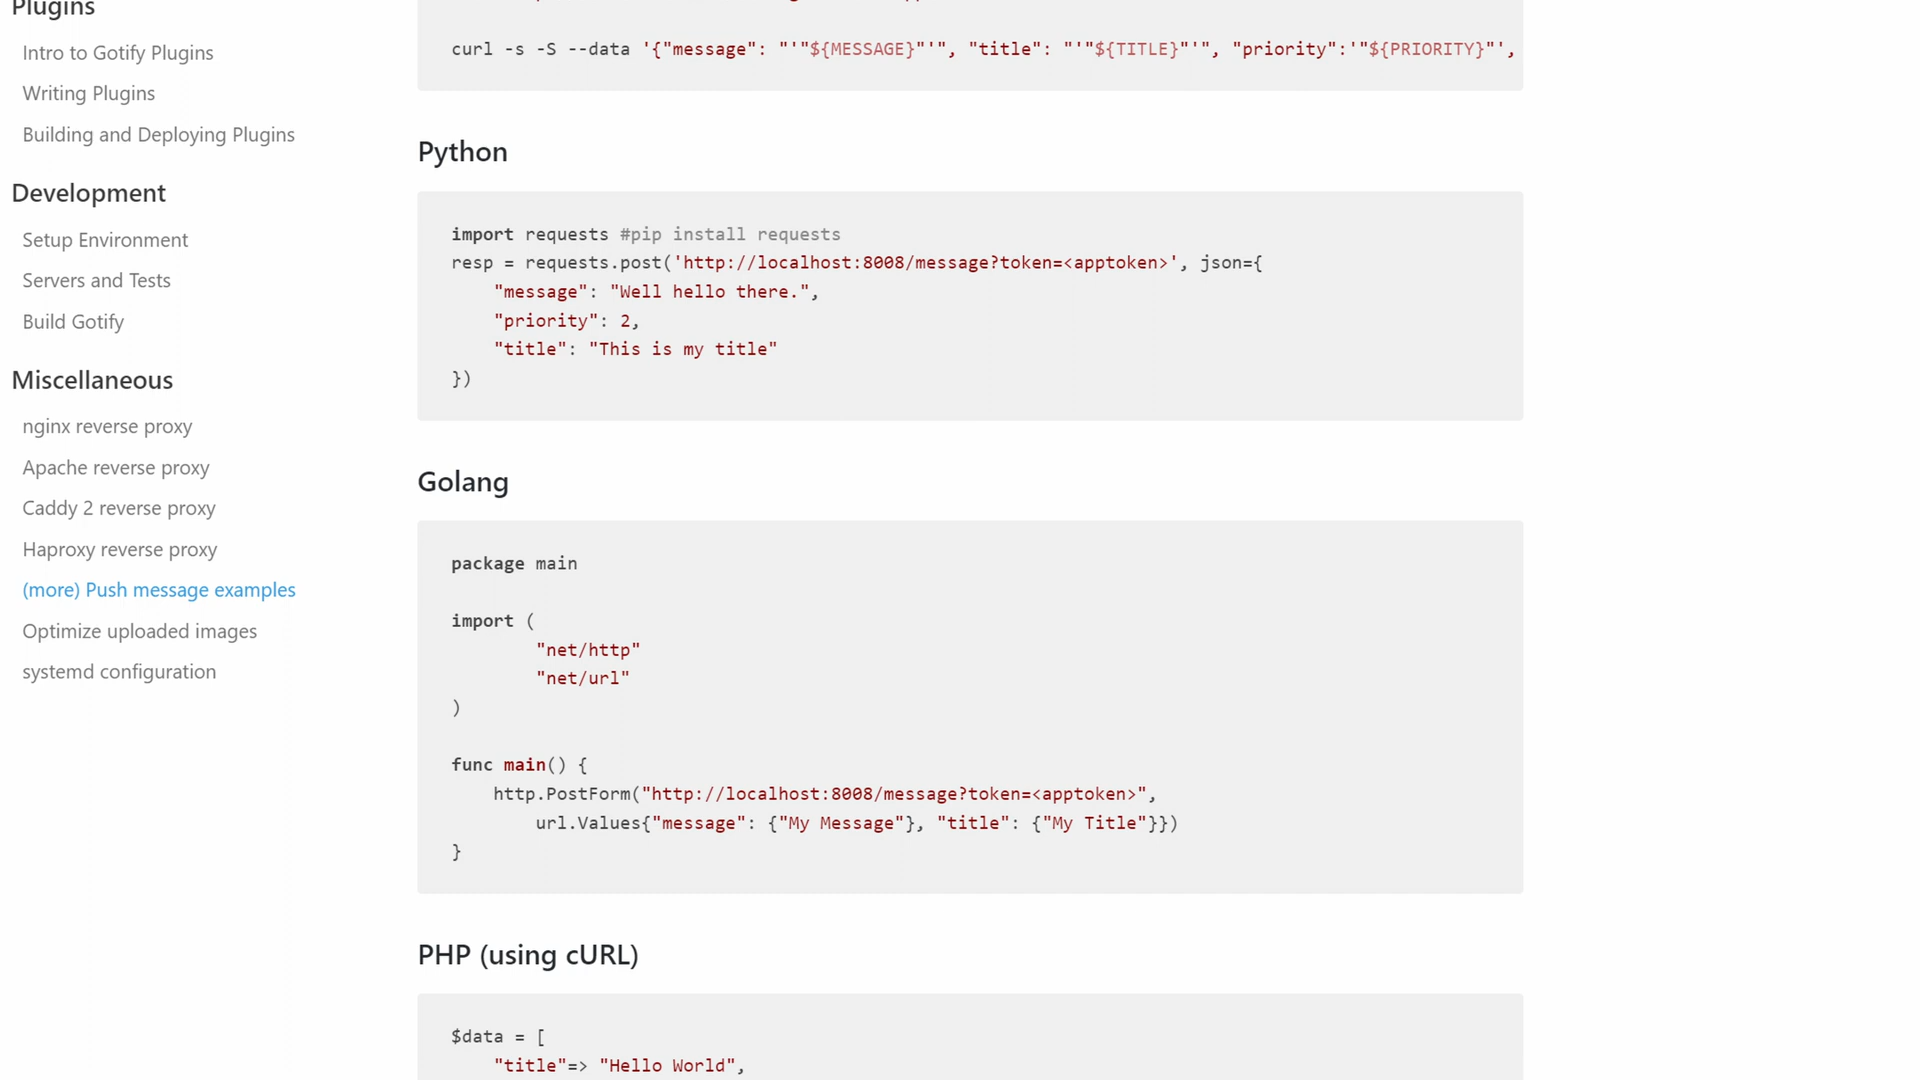 Plugins
Intro to Gotify Plugins
Writing Plugins
Building and Deploying Plugins
Development
Setup Environment
Servers and Tests
Build Gotify
Miscellaneous
nginx reverse proxy
Apache reverse proxy
Caddy 2 reverse proxy
Haproxy reverse proxy
(more) Push message examples
Optimize uploaded images
systemd configuration
curl -s -S --data '{"message": "'"${MESSAGE}"'", "title": "'"${TITLE}"'", "priority":'"${PRIORITY}"',
Python
import requests #pip install requests
resp = requests.post('http://localhost:8008/message?token=<apptoken>', json={
    "message": "Well hello there.",
    "priority": 2,
    "title": "This is my title"
})
Golang
package main
import (
        "net/http"
        "net/url"
)
func main() {
    http.PostForm("http://localhost:8008/message?token=<apptoken>",
        url.Values{"message": {"My Message"}, "title": {"My Title"}})
}
PHP (using cURL)
$data = [
    "title"=> "Hello World",